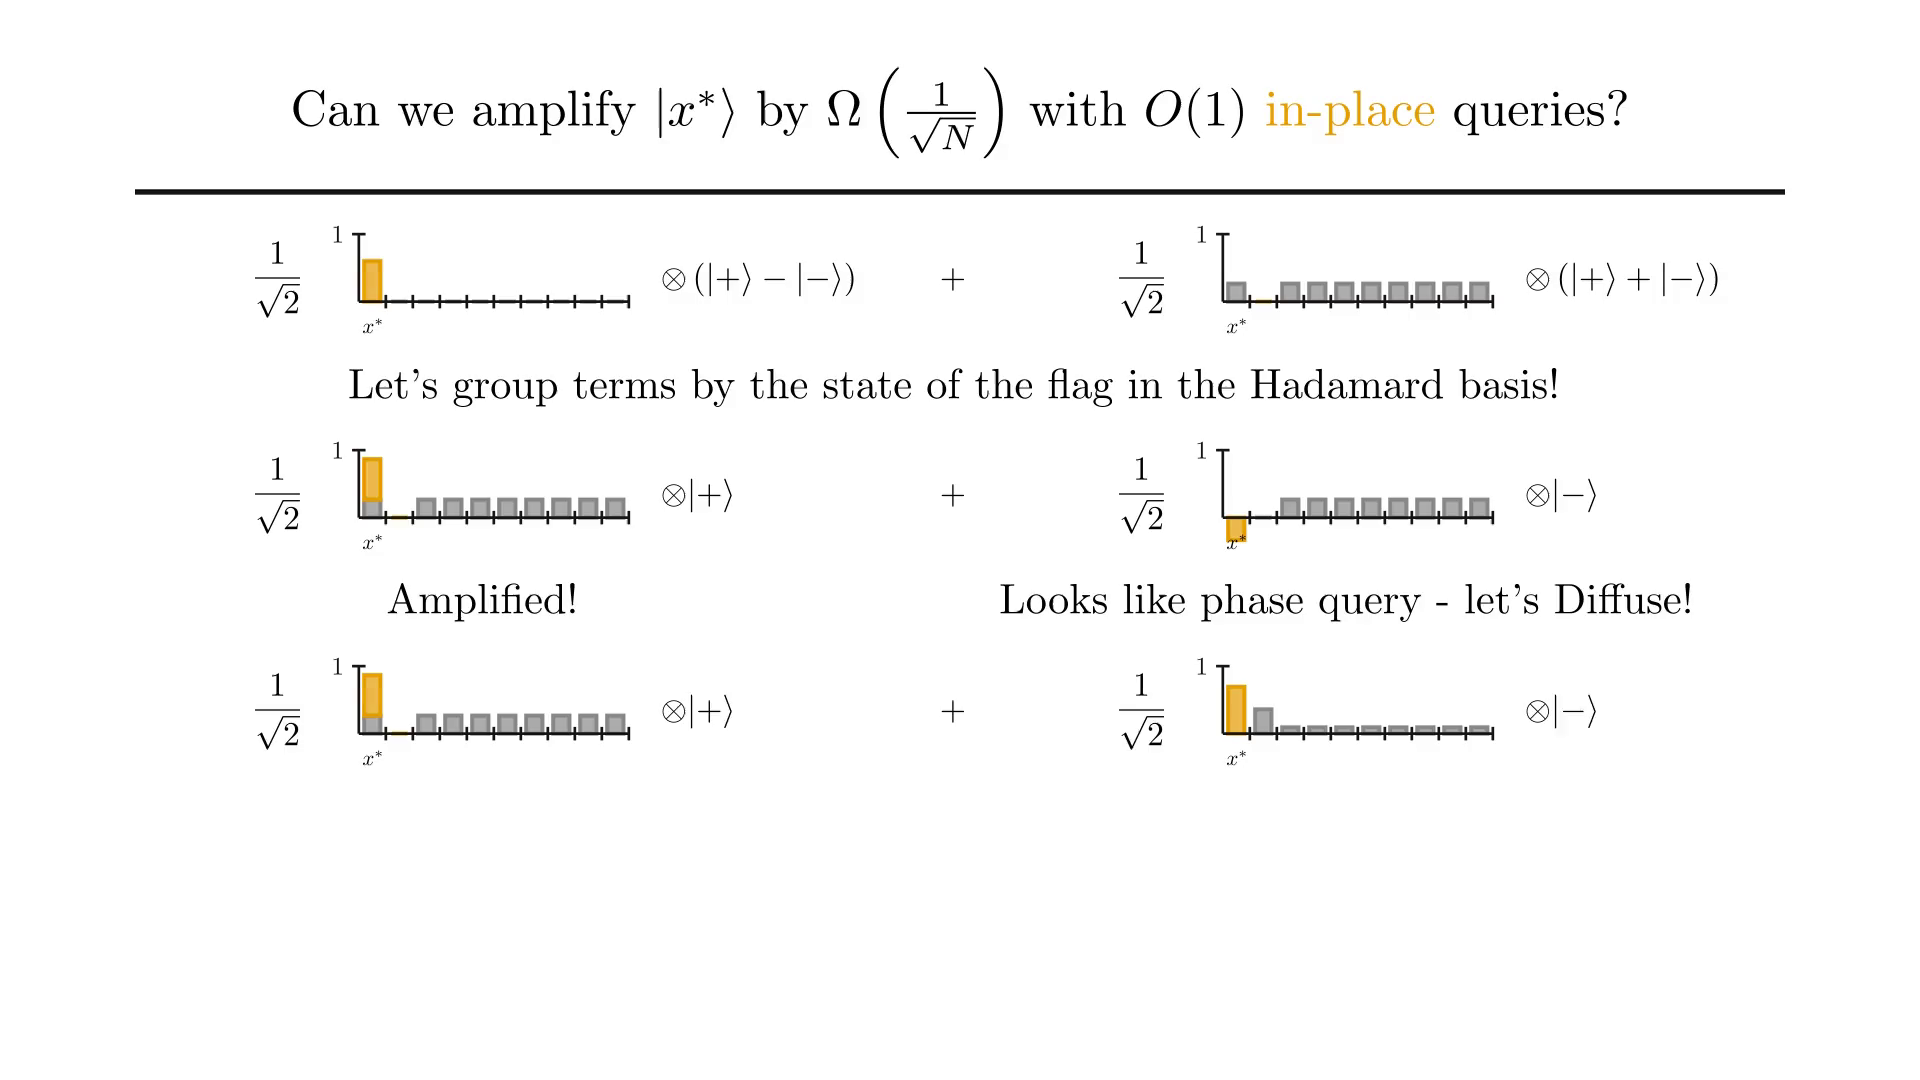 Can we amplify |x*⟩ by Ω(1/√N) with O(1) in-place queries?
1/√2 1 x* ⊗(|+⟩ − |−⟩) + 1/√2 1 x* ⊗(|+⟩ + |−⟩)
Let's group terms by the state of the flag in the Hadamard basis!
1/√2 1 x* ⊗|+⟩ + 1/√2 1 x* ⊗|−⟩
Amplified! Looks like phase query - let's Diffuse!
1/√2 1 x* ⊗|+⟩ + 1/√2 1 x* ⊗|−⟩